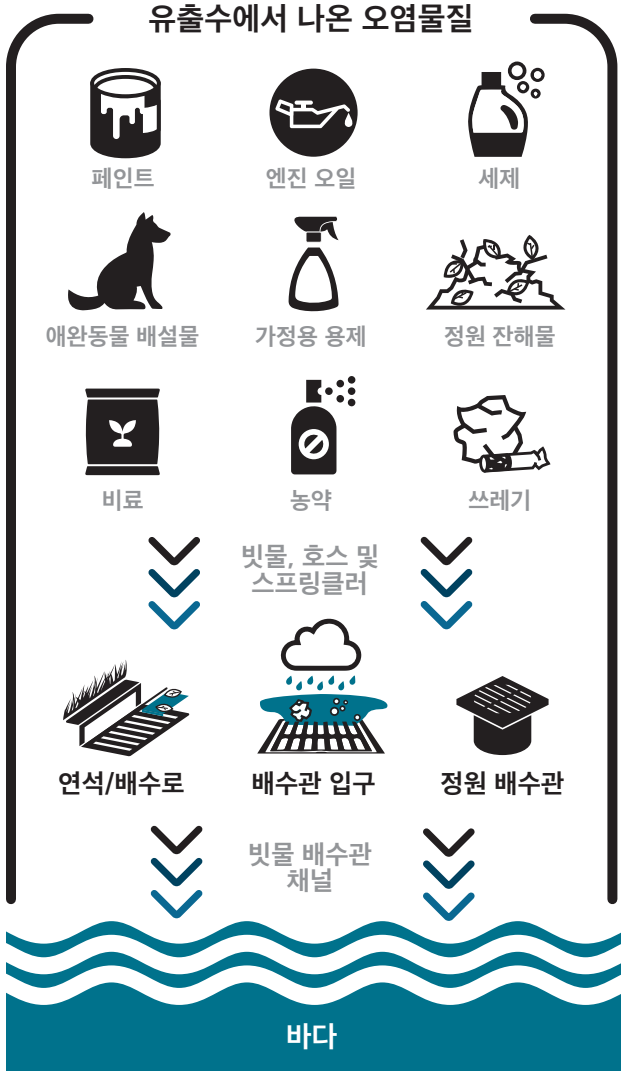 유출수에서 나온 오염물질
페인트
엔진 오일
세제
애완동물 배설물
가정용 용제
정원 잔해물
비료
농약
쓰레기
빗물, 호스 및
스프링클러
연석/배수로
배수관 입구
정원 배수관
빗물 배수관
채널
바다